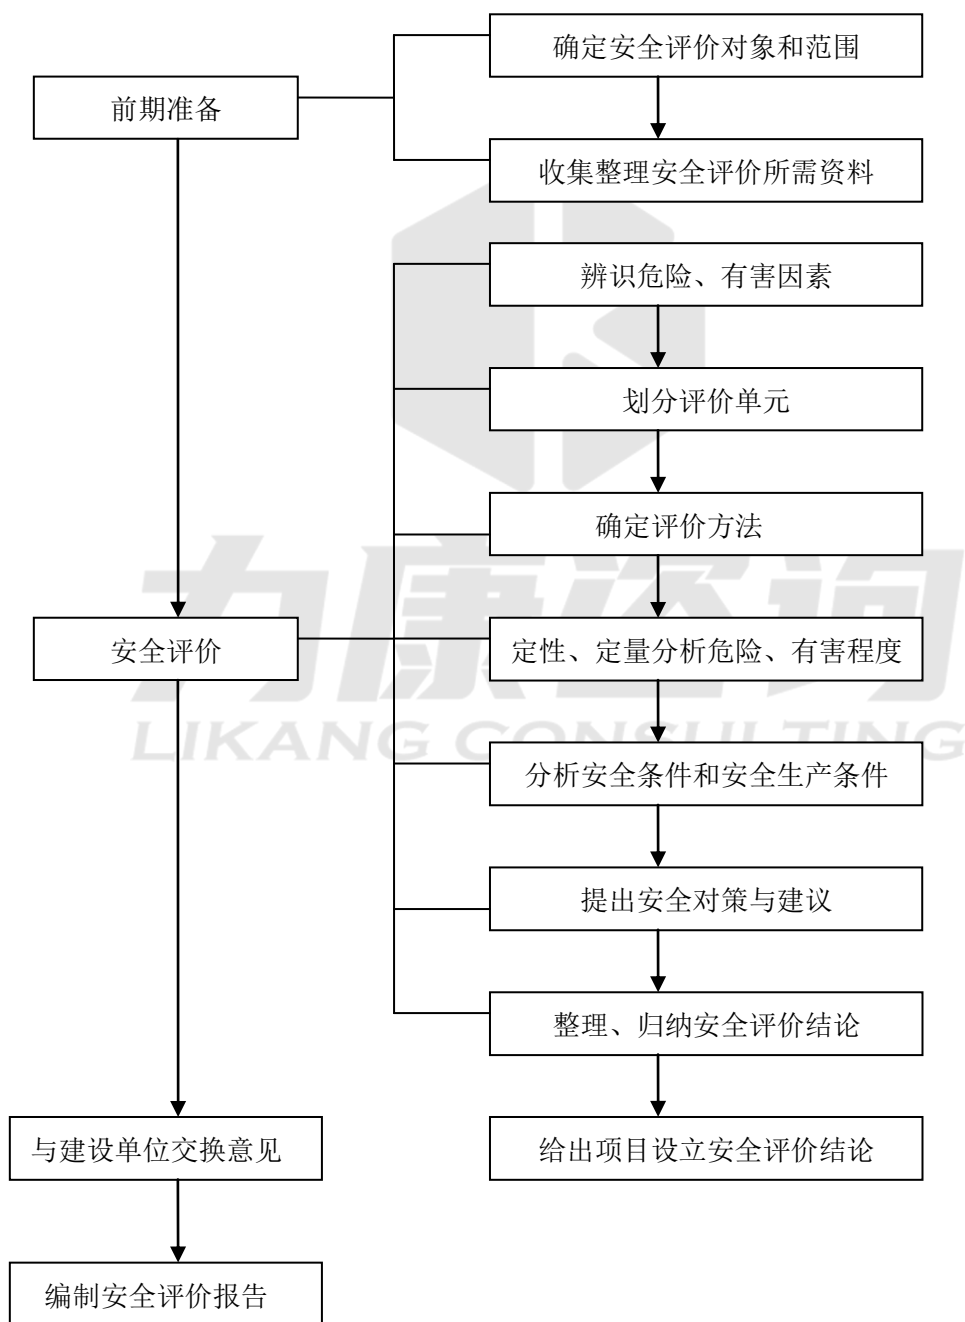 确定安全评价对象和范围
前期准备
收集整理安全评价所需资料
辨识危险、有害因素
划分评价单元
确定评价方法
力康咨询
安全评价
定性、定量分析危险、有害程度
LIKANG CONSULTING
分析安全条件和安全生产条件
提出安全对策与建议
整理、归纳安全评价结论
与建设单位交换意见
给出项目设立安全评价结论
编制安全评价报告